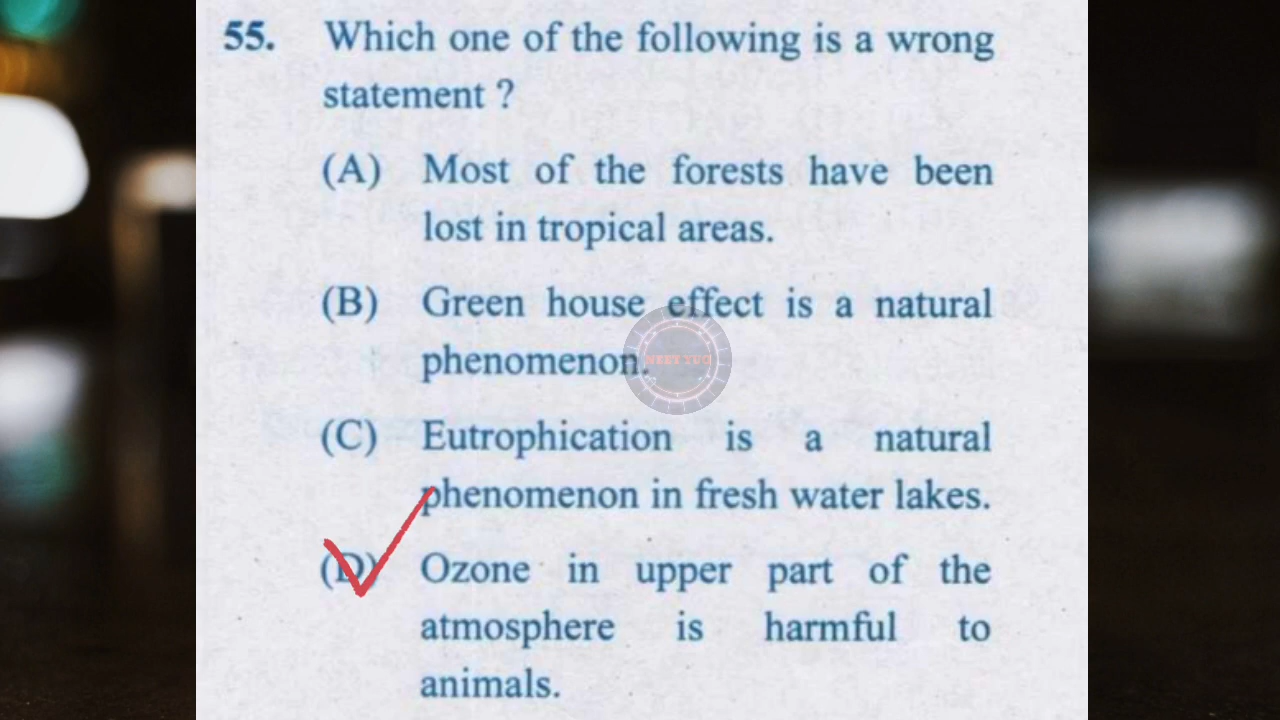 55. Which one of the following is a wrong
statement ?
(A) Most of the forests have been
lost in tropical areas.
(B) Green house effect is a natural
phenomenon.
(C) Eutrophication is a natural
phenomenon in fresh water lakes.
(D) Ozone in upper part of the
atmosphere is harmful to
animals.